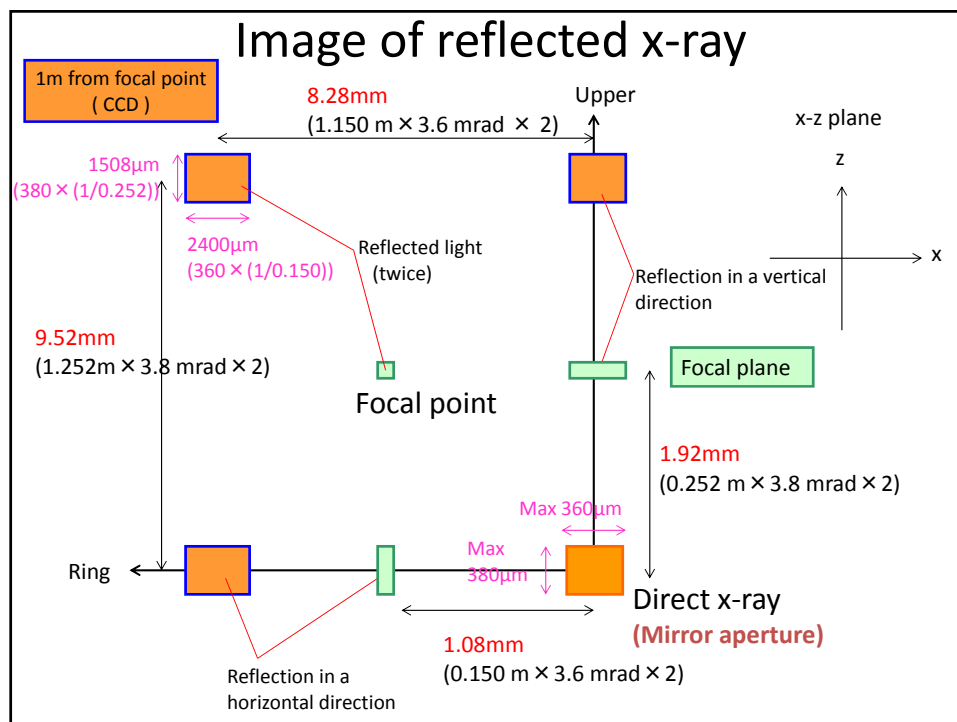 Image of reflected x-ray
1m from focal point
( CCD )
8.28mm
(1.150 m × 3.6 mrad × 2)
Upper
x-z plane
z
x
1508μm
(380 × (1/0.252))
2400μm
(360 × (1/0.150))
Reflected light
(twice)
Reflection in a vertical
direction
9.52mm
(1.252m × 3.8 mrad × 2)
Focal point
Focal plane
1.92mm
(0.252 m × 3.8 mrad × 2)
Max 360μm
Max
380μm
Ring
Direct x-ray
(Mirror aperture)
1.08mm
(0.150 m × 3.6 mrad × 2)
Reflection in a
horizontal direction